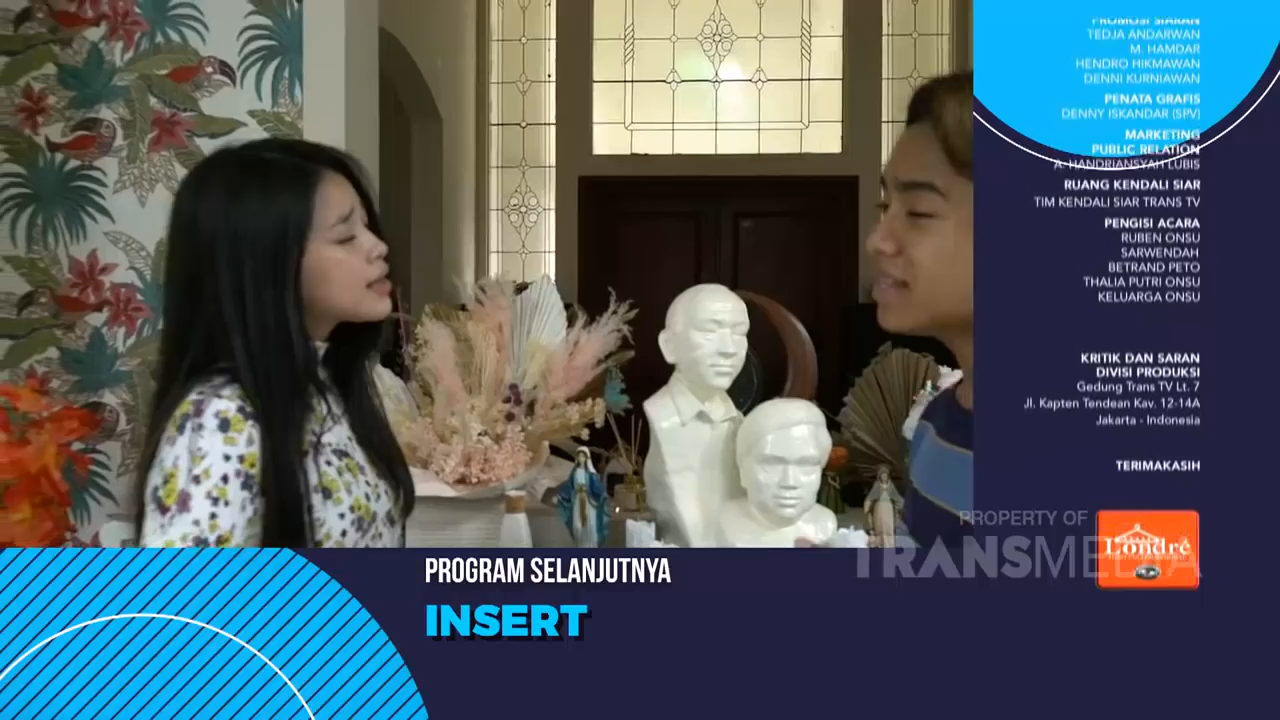 PROMOSI SIARAN
TEDJA ANDARWAN
M. HAMDAR
HENDRO HIKMAWAN
DENNI KURNIAWAN
PENATA GRAFIS
DENNY ISKANDAR (SPV)
MARKETING
PUBLIC RELATION
A. HANDRIANSYAH LUBIS
RUANG KENDALI SIAR
TIM KENDALI SIAR TRANS TV
PENGISI ACARA
RUBEN ONSU
SARWENDAH
BETRAND PETO
THALIA PUTRI ONSU
KELUARGA ONSU
KRITIK DAN SARAN
DIVISI PRODUKSI
Gedung Trans TV Lt. 7
Jl. Kapten Tendean Kav. 12-14A
Jakarta - Indonesia
TERIMAKASIH
PROPERTY OF
TRANSMEDIA
Londré
PROGRAM SELANJUTNYA
INSERT